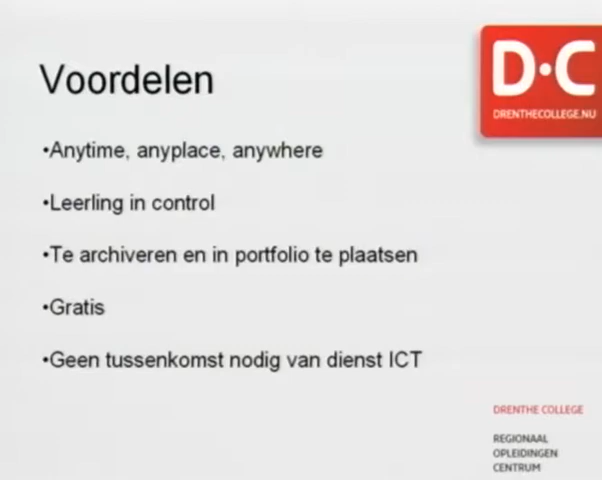 Voordelen
D·C
DRENTHECOLLEGE.NU
•Anytime, anyplace, anywhere
•Leerling in control
•Te archiveren en in portfolio te plaatsen
•Gratis
•Geen tussenkomst nodig van dienst ICT
DRENTHE COLLEGE
REGIONAAL
OPLEIDINGEN
CENTRUM